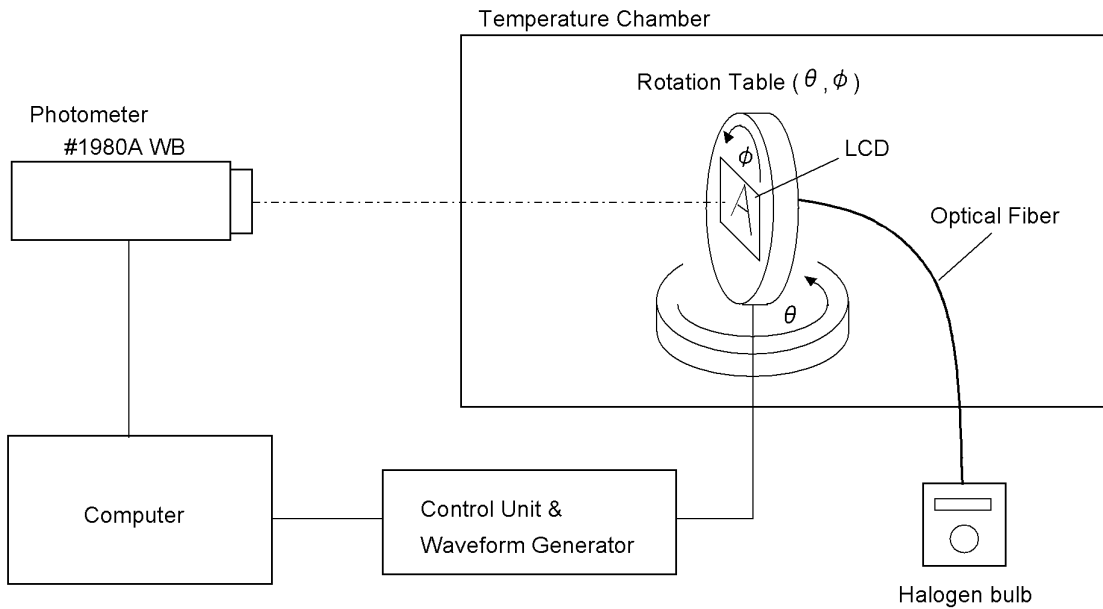 Temperature Chamber
Rotation Table ( θ , ϕ )
Photometer
#1980A WB
ϕ
LCD
A
Optical Fiber
θ
Computer
Control Unit &
Waveform Generator
Halogen bulb